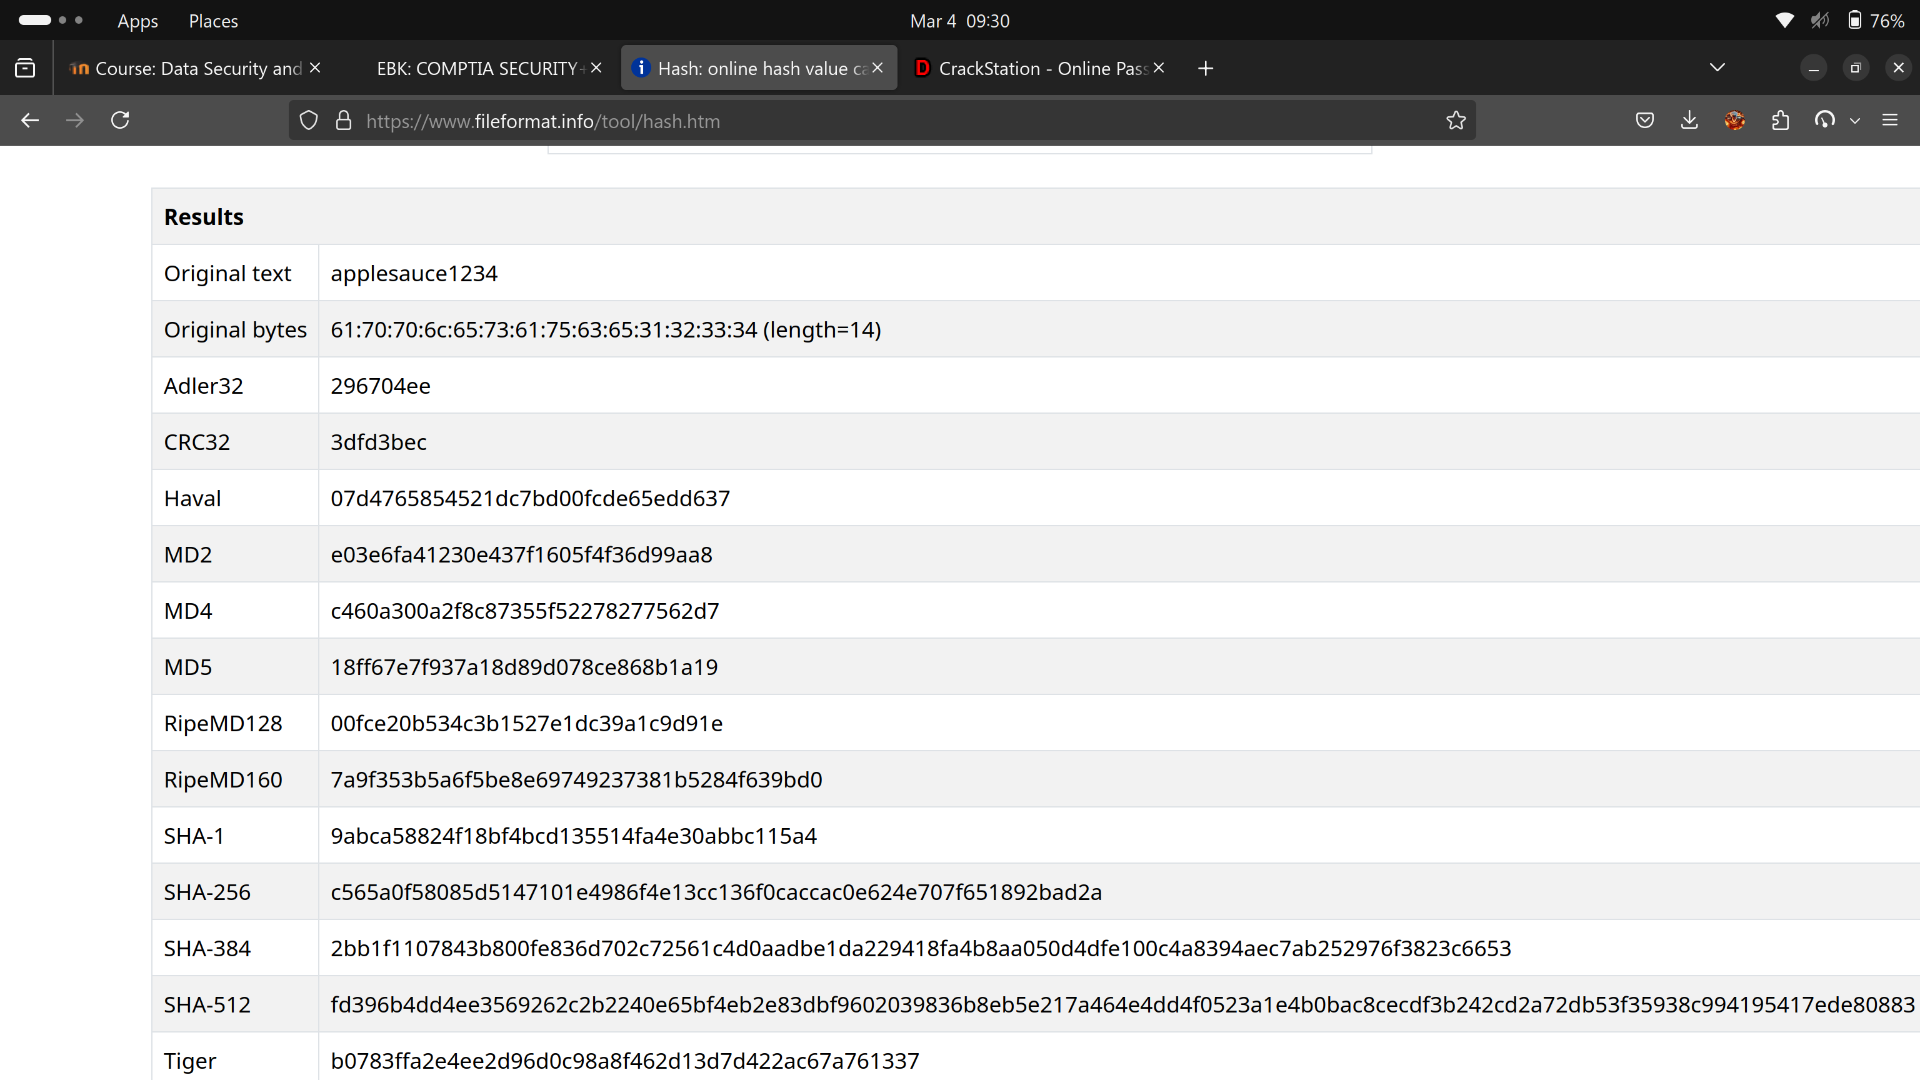 Apps Places Mar 4 09:30 76%
Course: Data Security and EBK: COMPTIA SECURITY+ Hash: online hash value ca CrackStation - Online Pass
https://www.fileformat.info/tool/hash.htm
Results
Original text applesauce1234
Original bytes 61:70:70:6c:65:73:61:75:63:65:31:32:33:34 (length=14)
Adler32 296704ee
CRC32 3dfd3bec
Haval 07d4765854521dc7bd00fcde65edd637
MD2 e03e6fa41230e437f1605f4f36d99aa8
MD4 c460a300a2f8c87355f52278277562d7
MD5 18ff67e7f937a18d89d078ce868b1a19
RipeMD128 00fce20b534c3b1527e1dc39a1c9d91e
RipeMD160 7a9f353b5a6f5be8e69749237381b5284f639bd0
SHA-1 9abca58824f18bf4bcd135514fa4e30abbc115a4
SHA-256 c565a0f58085d5147101e4986f4e13cc136f0caccac0e624e707f651892bad2a
SHA-384 2bb1f1107843b800fe836d702c72561c4d0aadbe1da229418fa4b8aa050d4dfe100c4a8394aec7ab252976f3823c6653
SHA-512 fd396b4dd4ee3569262c2b2240e65bf4eb2e83dbf9602039836b8eb5e217a464e4dd4f0523a1e4b0bac8cecdf3b242cd2a72db53f35938c994195417ede80883
Tiger b0783ffa2e4ee2d96d0c98a8f462d13d7d422ac67a761337